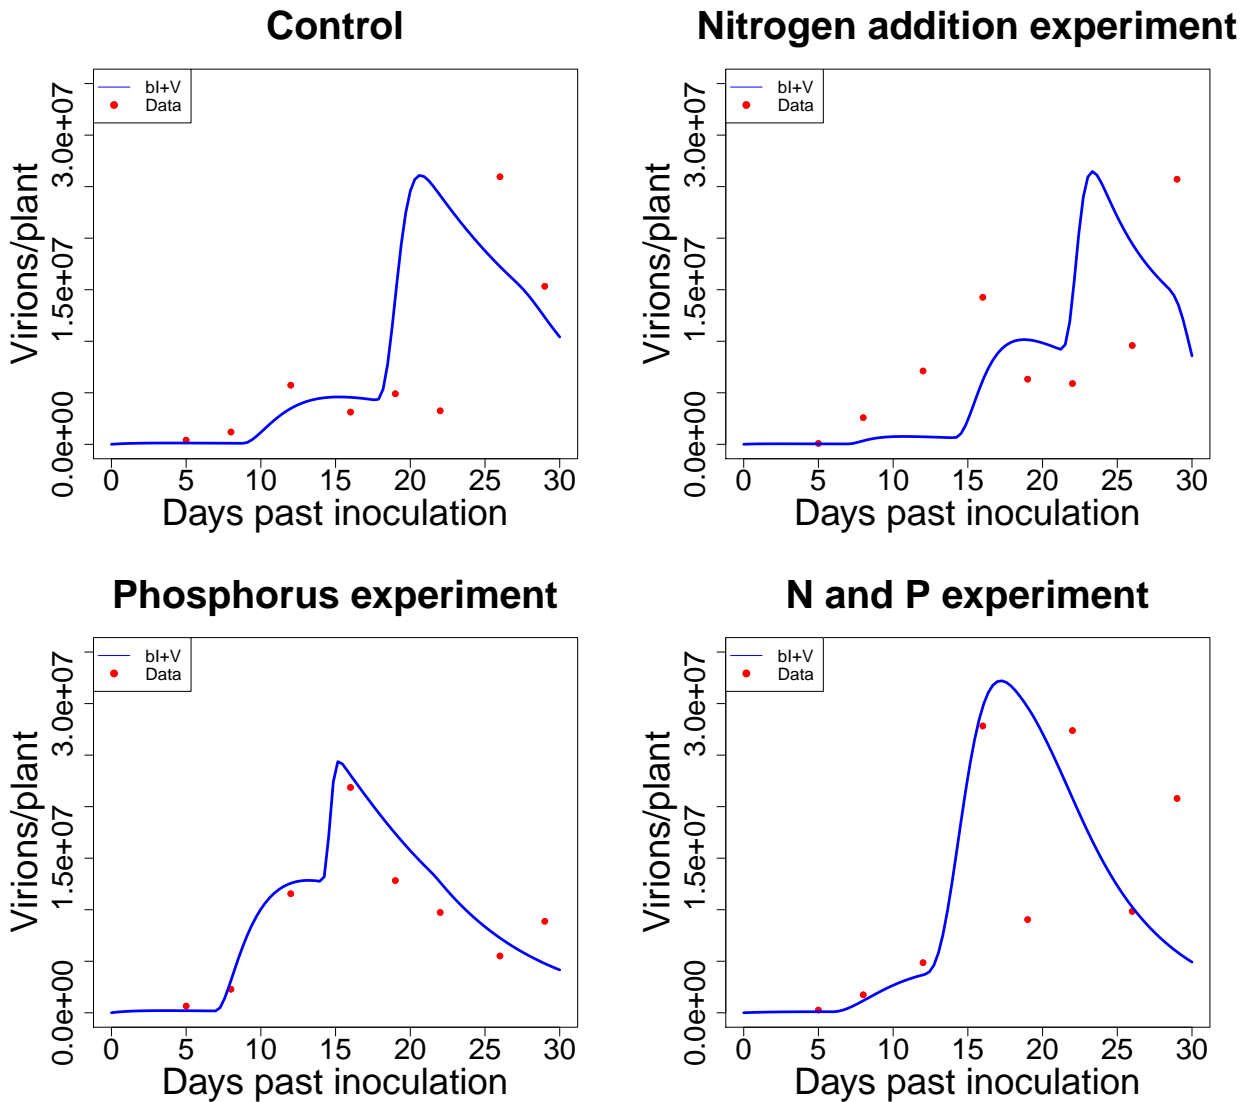 Control
bI+V
Data
Virions/plant
0.0e+00 1.5e+07 3.0e+07
0 5 10 15 20 25 30
Days past inoculation
Nitrogen addition experiment
bI+V
Data
Virions/plant
0.0e+00 1.5e+07 3.0e+07
0 5 10 15 20 25 30
Days past inoculation
Phosphorus experiment
bI+V
Data
Virions/plant
0.0e+00 1.5e+07 3.0e+07
0 5 10 15 20 25 30
Days past inoculation
N and P experiment
bI+V
Data
Virions/plant
0.0e+00 1.5e+07 3.0e+07
0 5 10 15 20 25 30
Days past inoculation